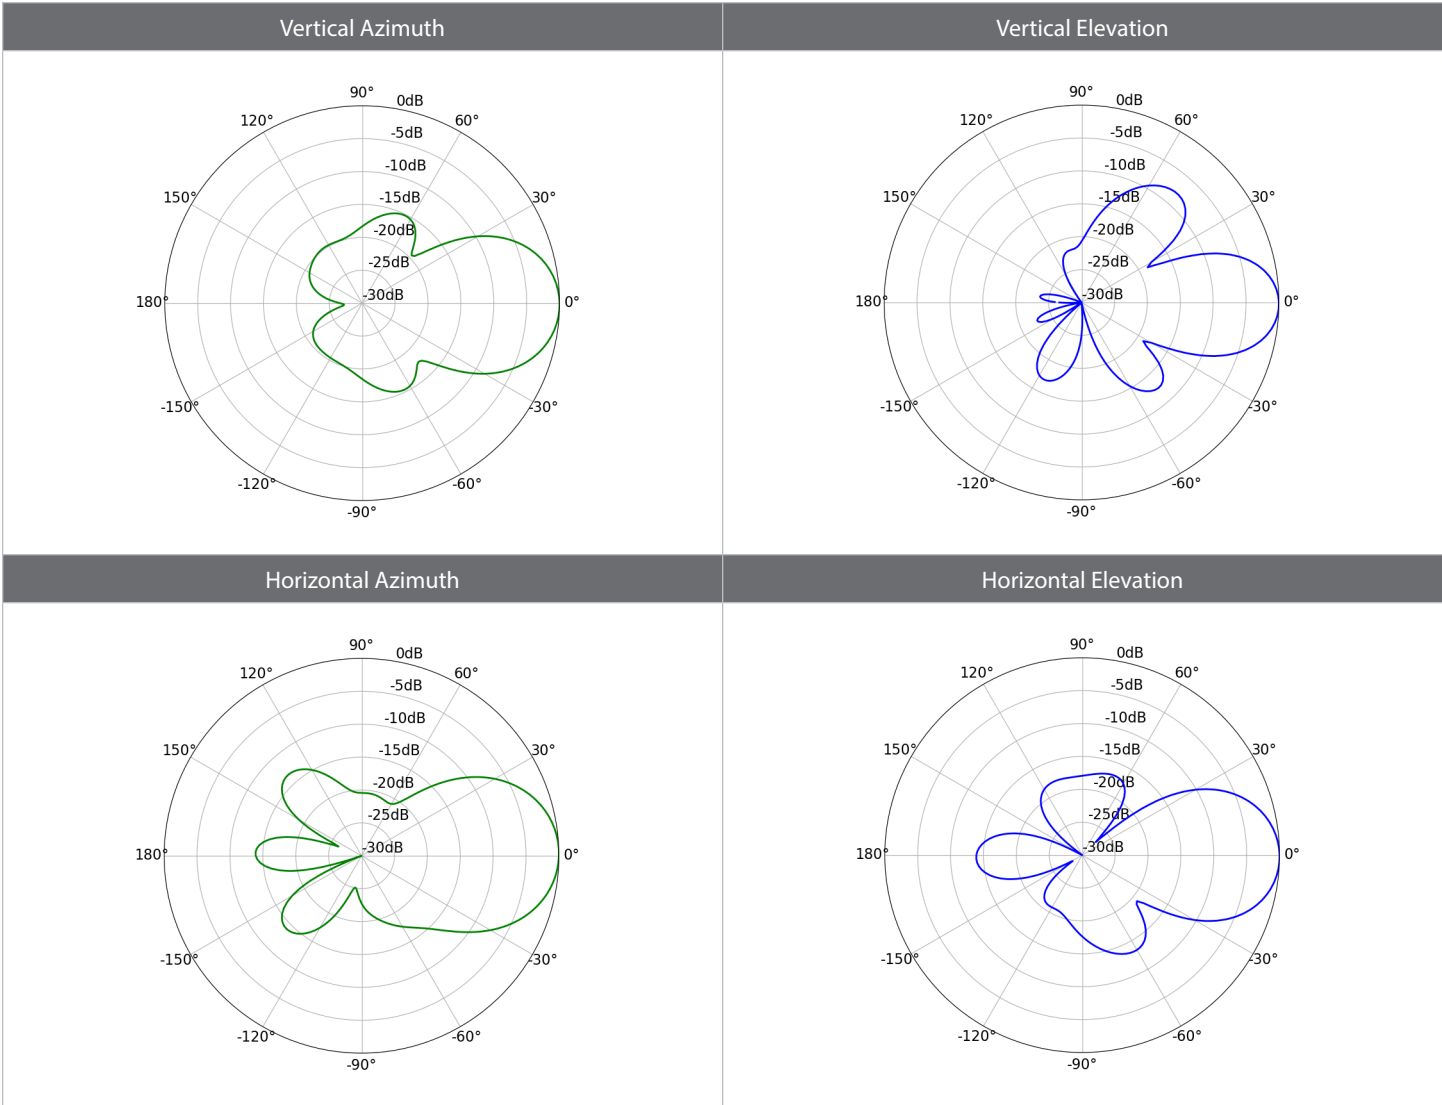 Vertical Azimuth
Vertical Elevation
90°
0dB
120°
60°
-5dB
-10dB
150°
-15dB
30°
-20dB
-25dB
180°
-30dB
0°
-150°
-30°
-120°
-60°
-90°
90°
0dB
120°
60°
-5dB
-10dB
150°
-15dB
30°
-20dB
-25dB
180°
-30dB
0°
-150°
-30°
-120°
-60°
-90°
Horizontal Azimuth
Horizontal Elevation
90°
0dB
120°
60°
-5dB
-10dB
150°
-15dB
30°
-20dB
-25dB
180°
-30dB
0°
-150°
-30°
-120°
-60°
-90°
90°
0dB
120°
60°
-5dB
-10dB
150°
-15dB
30°
-20dB
-25dB
180°
-30dB
0°
-150°
-30°
-120°
-60°
-90°